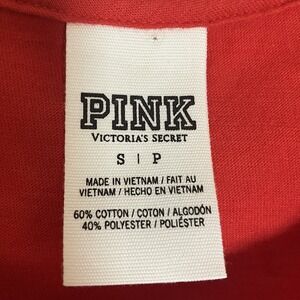 PINK
VICTORIA'S SECRET
S | P
MADE IN VIETNAM / FAIT AU
VIETNAM / HECHO EN VIETNAM
60% COTTON / COTON / ALGODÓN
40% POLYESTER / POLIÉSTER